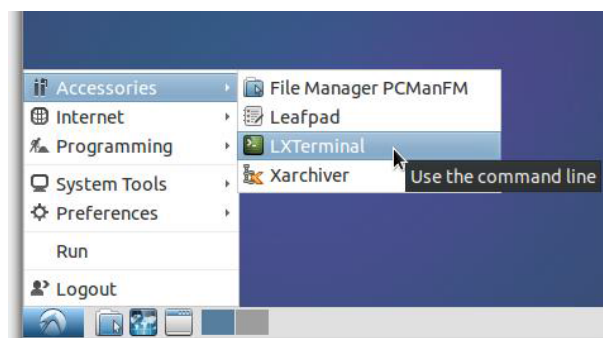 Accessories
Internet
Programming
System Tools
Preferences
Run
Logout
File Manager PCManFM
Leafpad
LXTerminal
Xarchiver
Use the command line